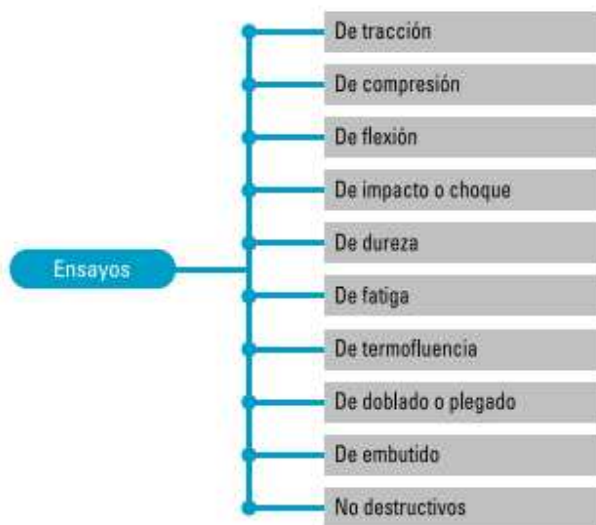 De tracción
De compresión
De flexión
De impacto o choque
De dureza
Ensayos
De fatiga
De termofluencia
De doblado o plegado
De embutido
No destructivos